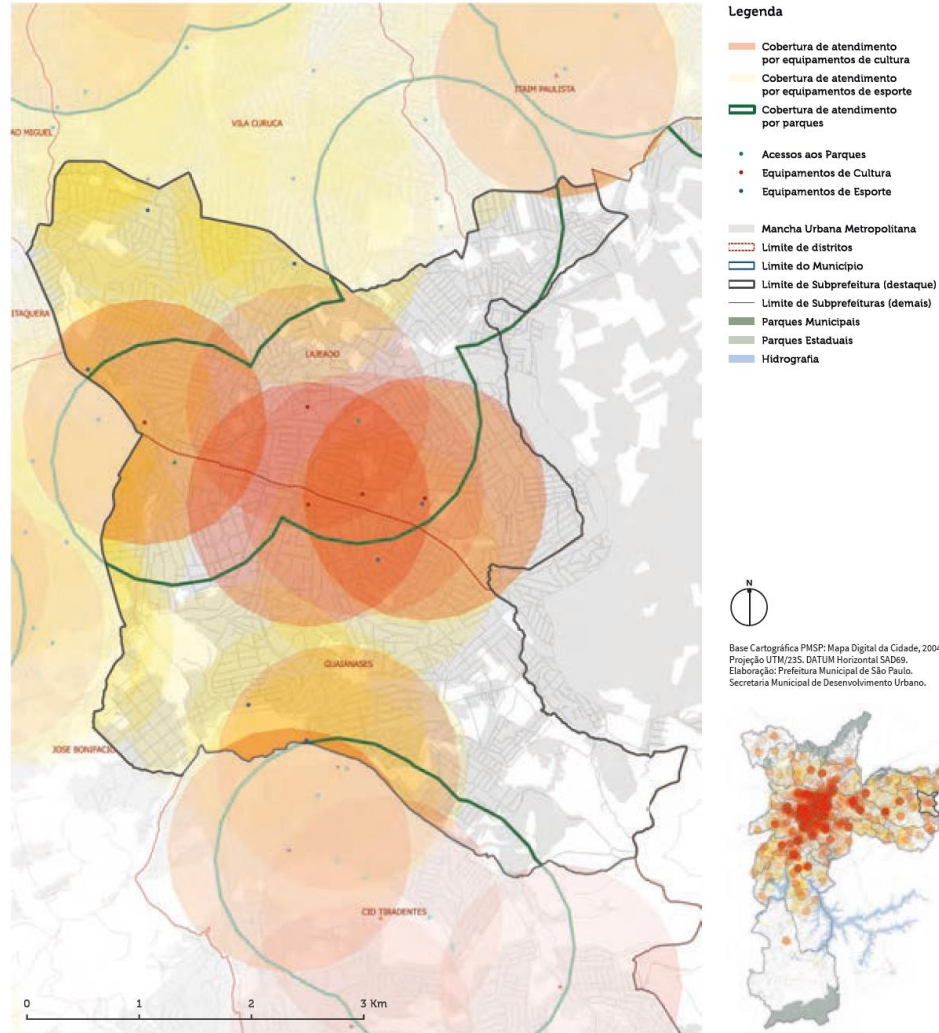 ITAIM PAULISTA
VILA CURUCA
AO MIGUEL
ITAQUERA
LAJEADO
GUAIANASES
JOSE BONIFACIO
CID TIRADENTES
0 1 2 3 Km
Legenda
Cobertura de atendimento
por equipamentos de cultura
Cobertura de atendimento
por equipamentos de esporte
Cobertura de atendimento
por parques
Acessos aos Parques
Equipamentos de Cultura
Equipamentos de Esporte
Mancha Urbana Metropolitana
Limite de distritos
Limite do Município
Limite de Subprefeitura (destaque)
Limite de Subprefeituras (demais)
Parques Municipais
Parques Estaduais
Hidrografia
N
Base Cartográfica PMSP: Mapa Digital da Cidade, 2004
Projeção UTM/23S. DATUM Horizontal SAD69.
Elaboração: Prefeitura Municipal de São Paulo.
Secretaria Municipal de Desenvolvimento Urbano.